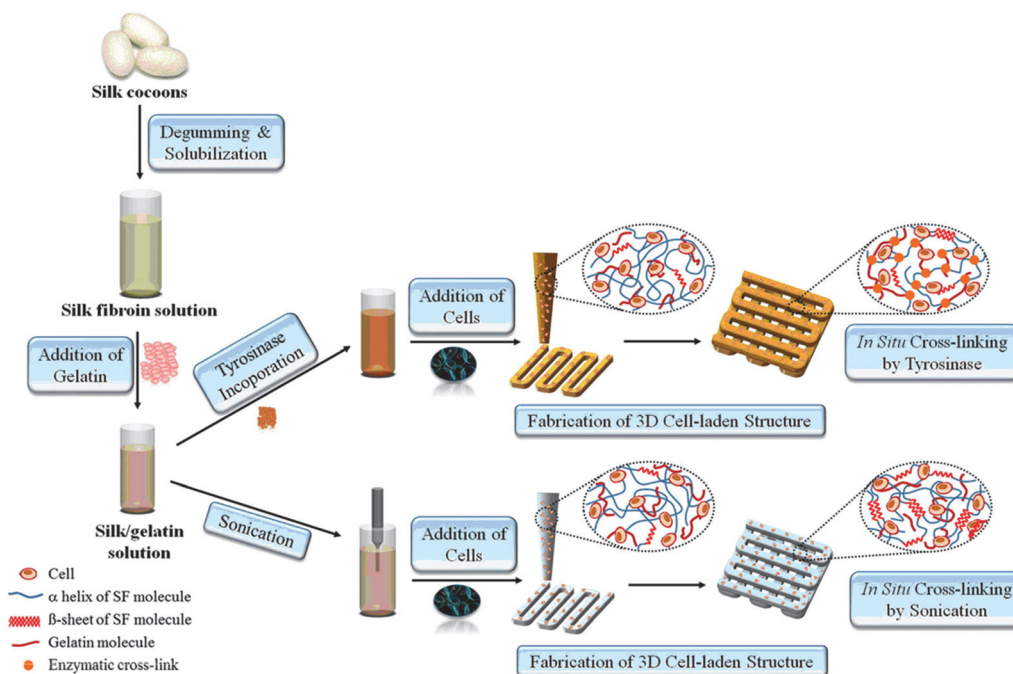 Silk cocoons
Degumming &
Solubilization
Silk fibroin solution
Addition of
Gelatin
Tyrosinase
Incoporation
Addition of
Cells
In Situ Cross-linking
by Tyrosinase
Fabrication of 3D Cell-laden Structure
Silk/gelatin
solution
Sonication
Addition of
Cells
In Situ Cross-linking
by Sonication
Fabrication of 3D Cell-laden Structure
Cell
α helix of SF molecule
ß-sheet of SF molecule
Gelatin molecule
Enzymatic cross-link